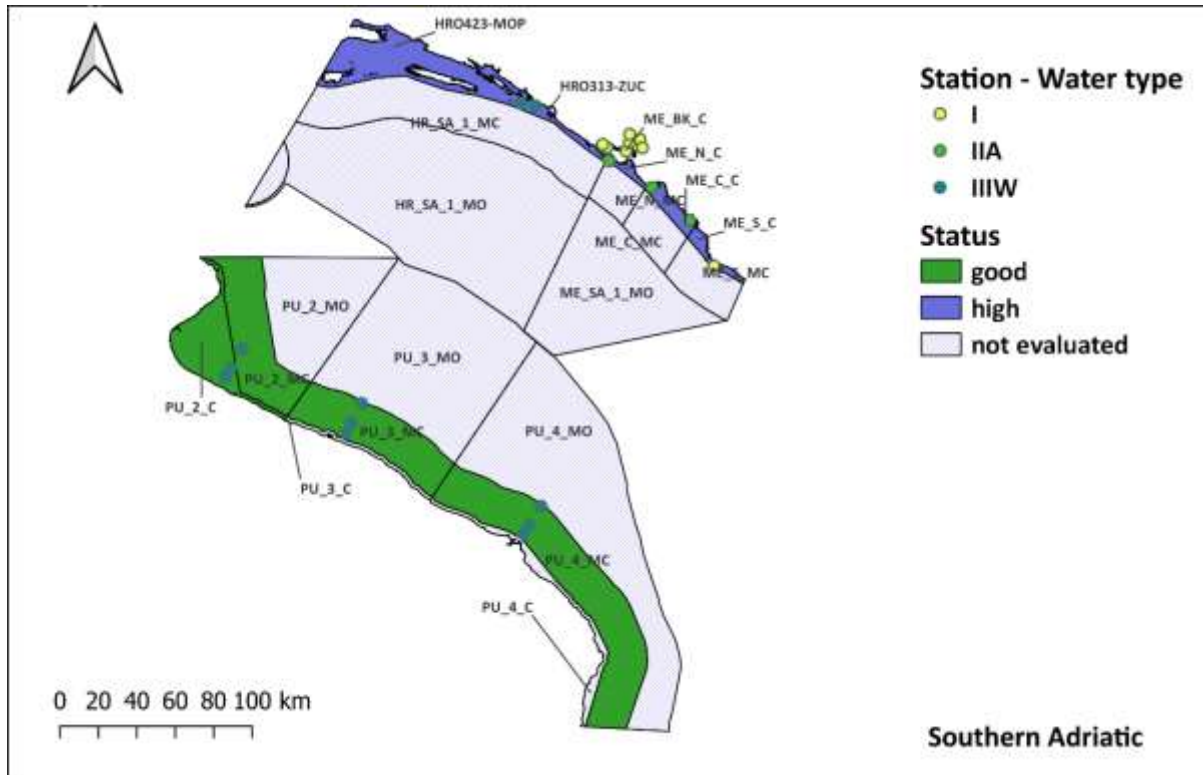 HRO423-MOP
HRO313-ZUC
HR_SA_1_MC
ME_BK_C
ME_N_C
ME_C_C
ME_N_MC
HR_SA_1_MO
ME_S_C
ME_C_MC
ME_S_MC
ME_SA_1_MO
PU_2_MO
PU_3_MO
PU_2_MC
PU_2_C
PU_3_MC
PU_4_MO
PU_3_C
PU_4_MC
PU_4_C
0 20 40 60 80 100 km
Station - Water type
I
IIA
IIIW
Status
good
high
not evaluated
Southern Adriatic